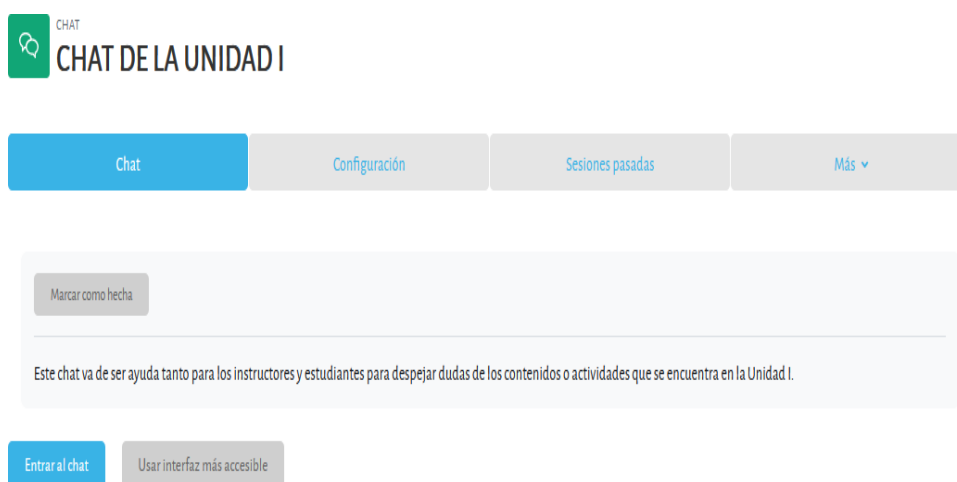 CHAT
CHAT DE LA UNIDAD I
Chat
Configuración
Sesiones pasadas
Más
Marcar como hecha
Este chat va de ser ayuda tanto para los instructores y estudiantes para despejar dudas de los contenidos o actividades que se encuentra en la Unidad I.
Entrar al chat
Usar interfaz más accesible